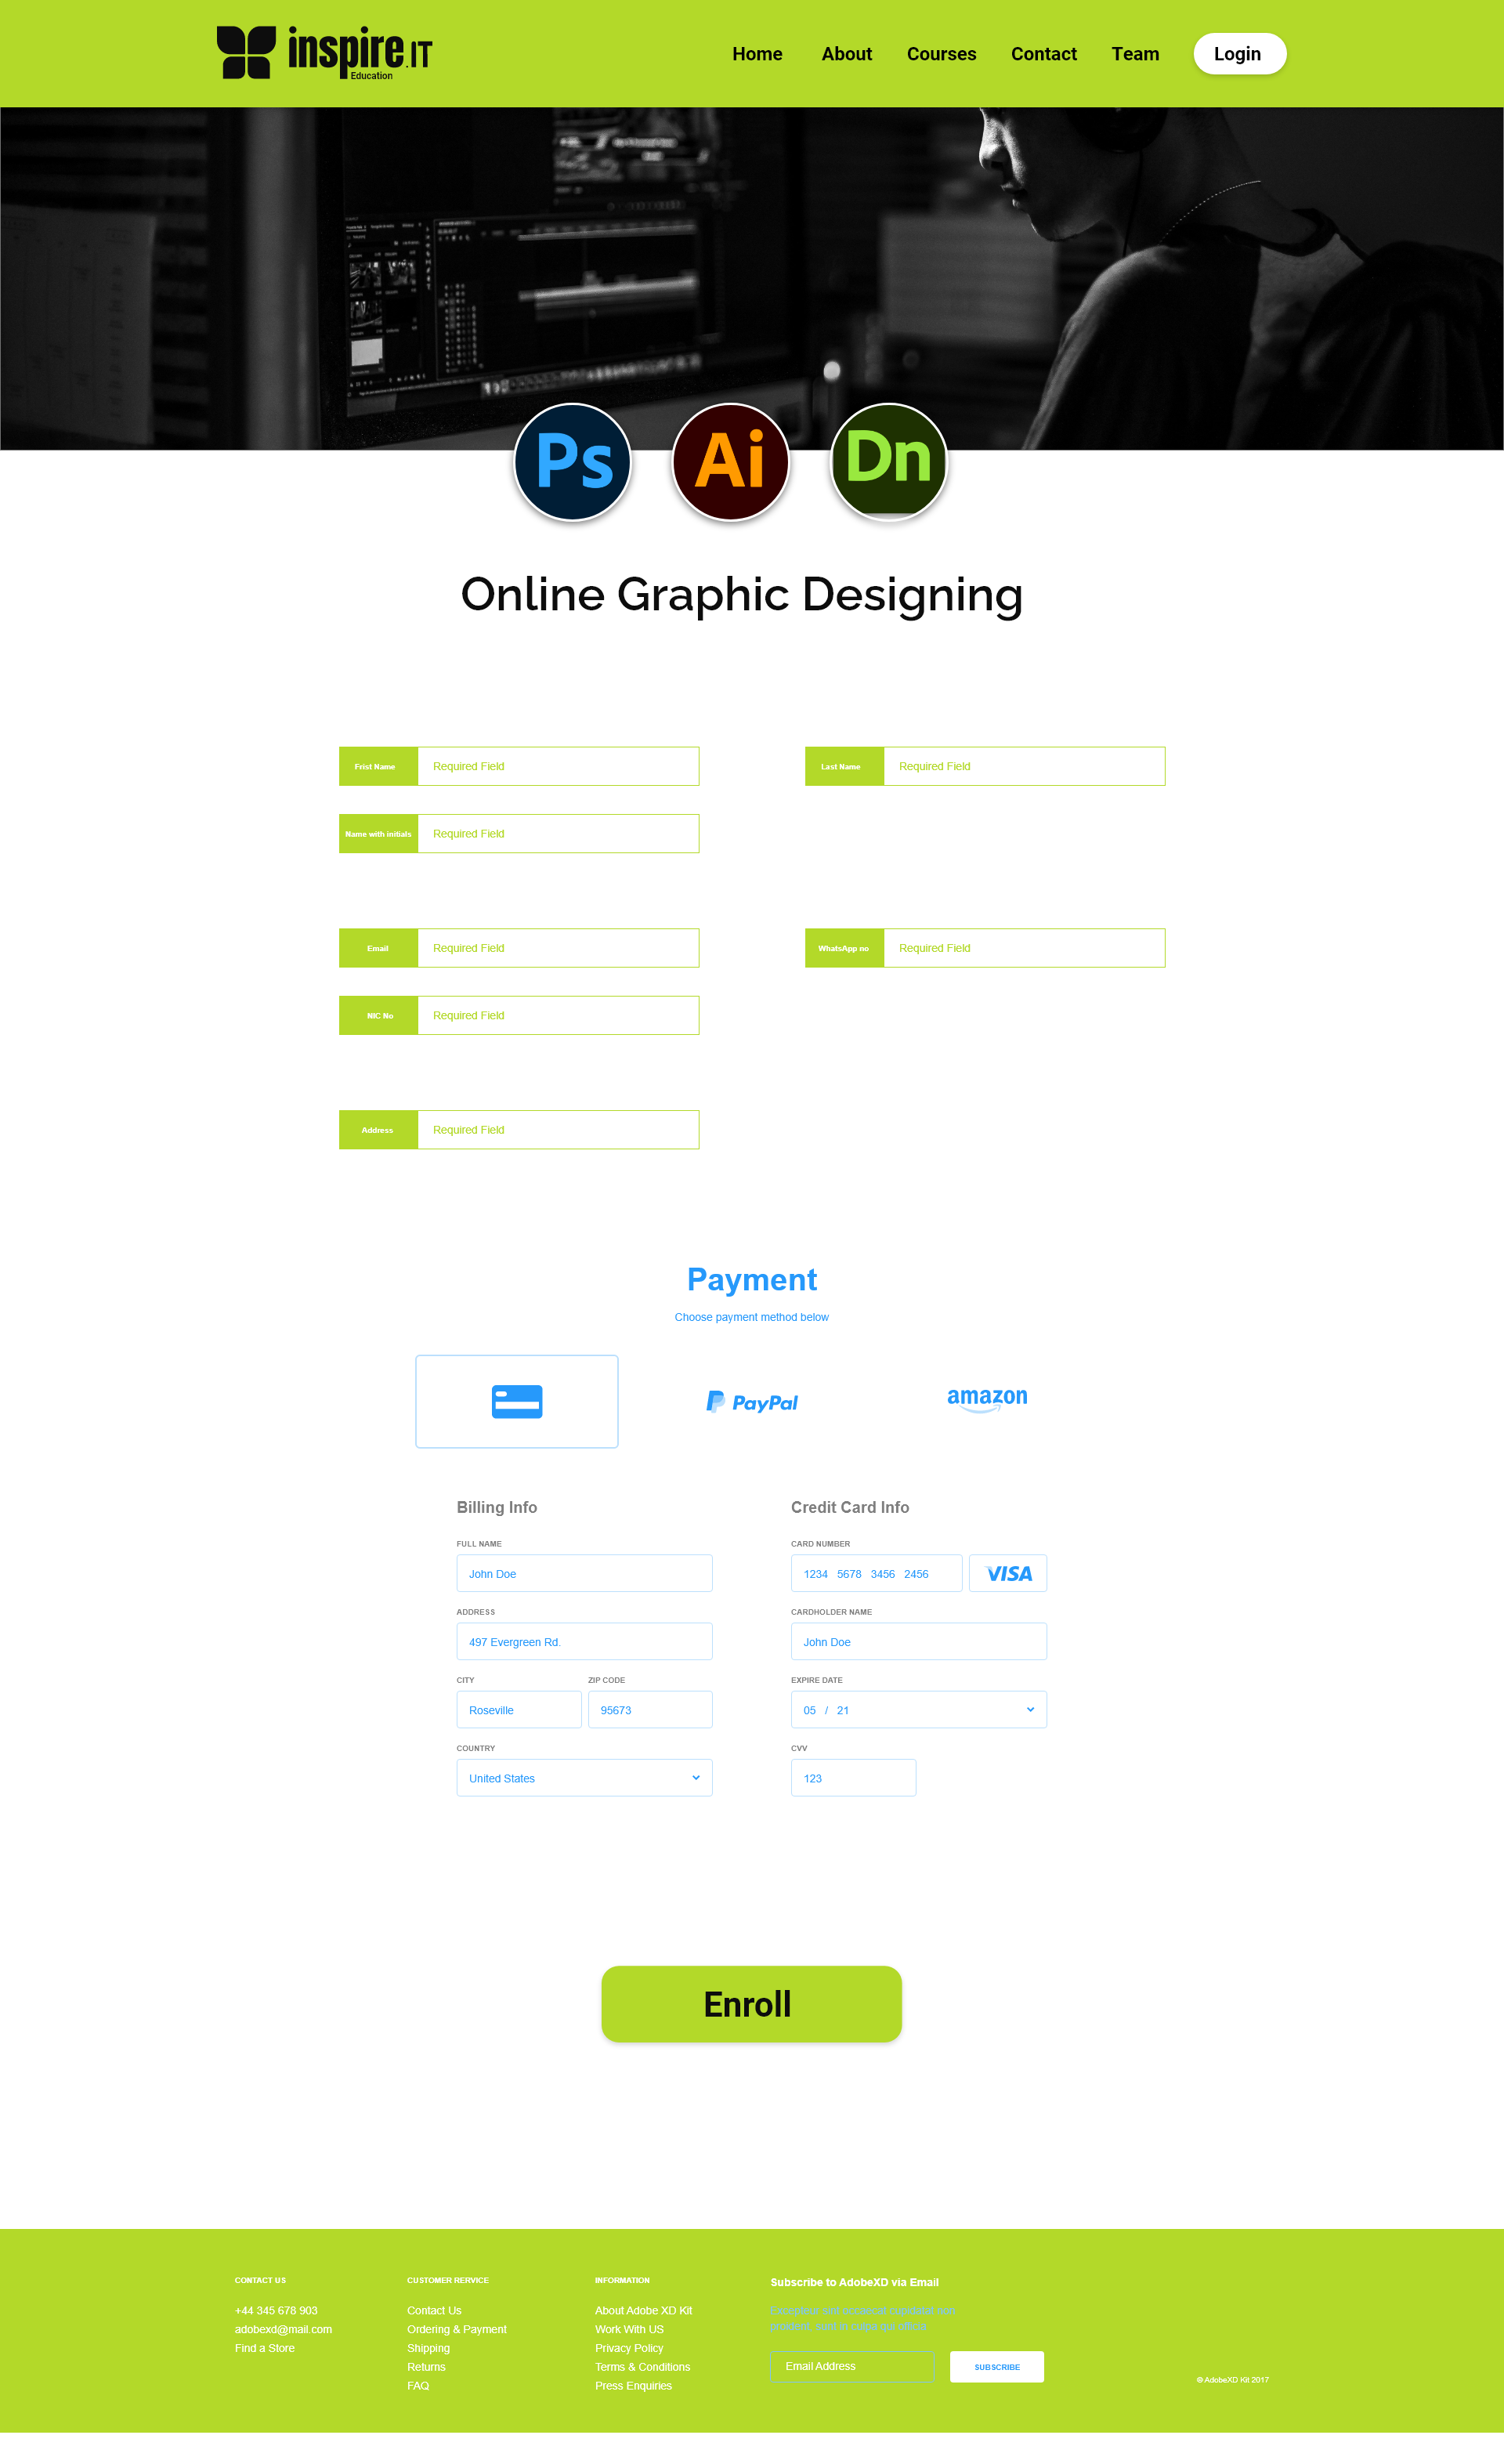 inspire.IT
Education
Home About Courses Contact Team Login
Ps Ai Dn
Online Graphic Designing
Frist Name Required Field
Last Name Required Field
Name with initials Required Field
Email Required Field
WhatsApp no Required Field
NIC No Required Field
Address Required Field
Payment
Choose payment method below
PayPal
amazon
Billing Info
FULL NAME
John Doe
ADDRESS
497 Evergreen Rd.
CITY ZIP CODE
Roseville 95673
COUNTRY
United States
Credit Card Info
CARD NUMBER
1234 5678 3456 2456 VISA
CARDHOLDER NAME
John Doe
EXPIRE DATE
05 / 21
CVV
123
Enroll
CONTACT US
+44 345 678 903
adobexd@mail.com
Find a Store
CUSTOMER RERVICE
Contact Us
Ordering & Payment
Shipping
Returns
FAQ
INFORMATION
About Adobe XD Kit
Work With US
Privacy Policy
Terms & Conditions
Press Enquiries
Subscribe to AdobeXD via Email
Email Address
SUBSCRIBE
© AdobeXD Kit 2017